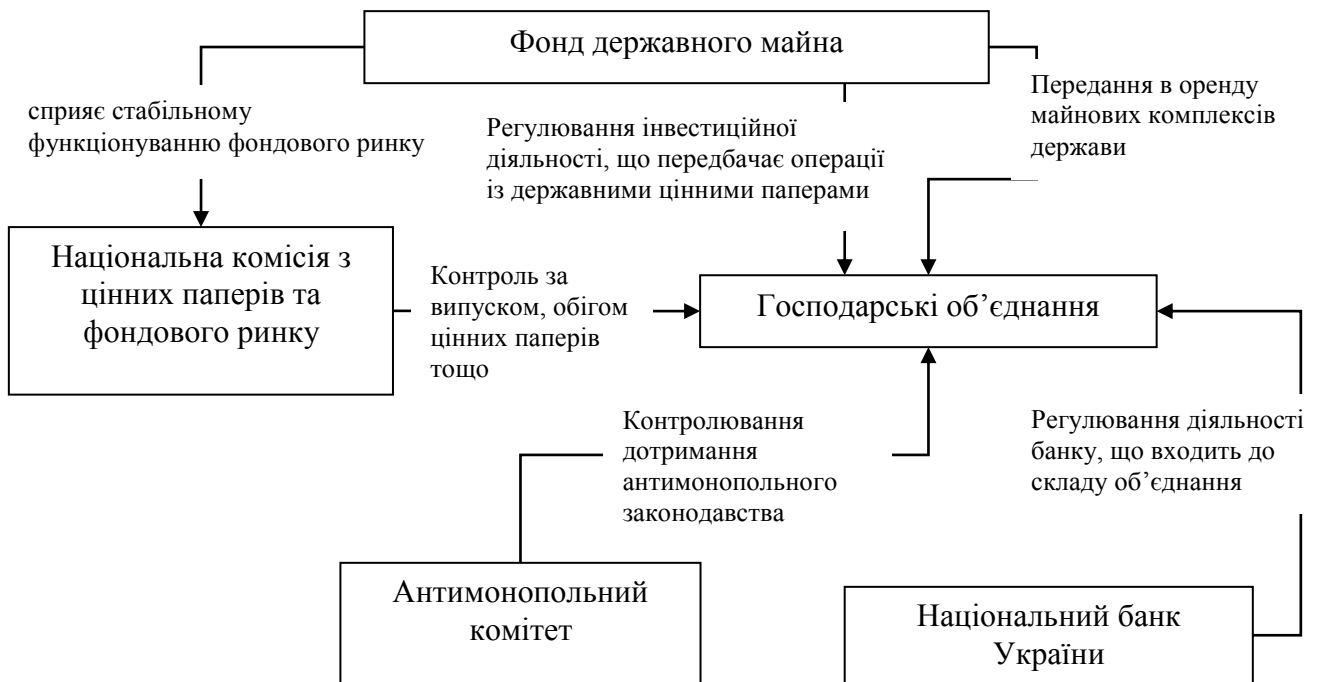 Фонд державного майна
сприяє стабільному
функціонуванню фондового ринку
Регулювання інвестиційної
діяльності, що передбачає операції
із державними цінними паперами
Передання в оренду
майнових комплексів
держави
Національна комісія з
цінних паперів та
фондового ринку
Контроль за
випуском, обігом
цінних паперів
тощо
Господарські об’єднання
Контролювання
дотримання
антимонопольного
законодавства
Регулювання діяльності
банку, що входить до
складу об’єднання
Антимонопольний
комітет
Національний банк
України